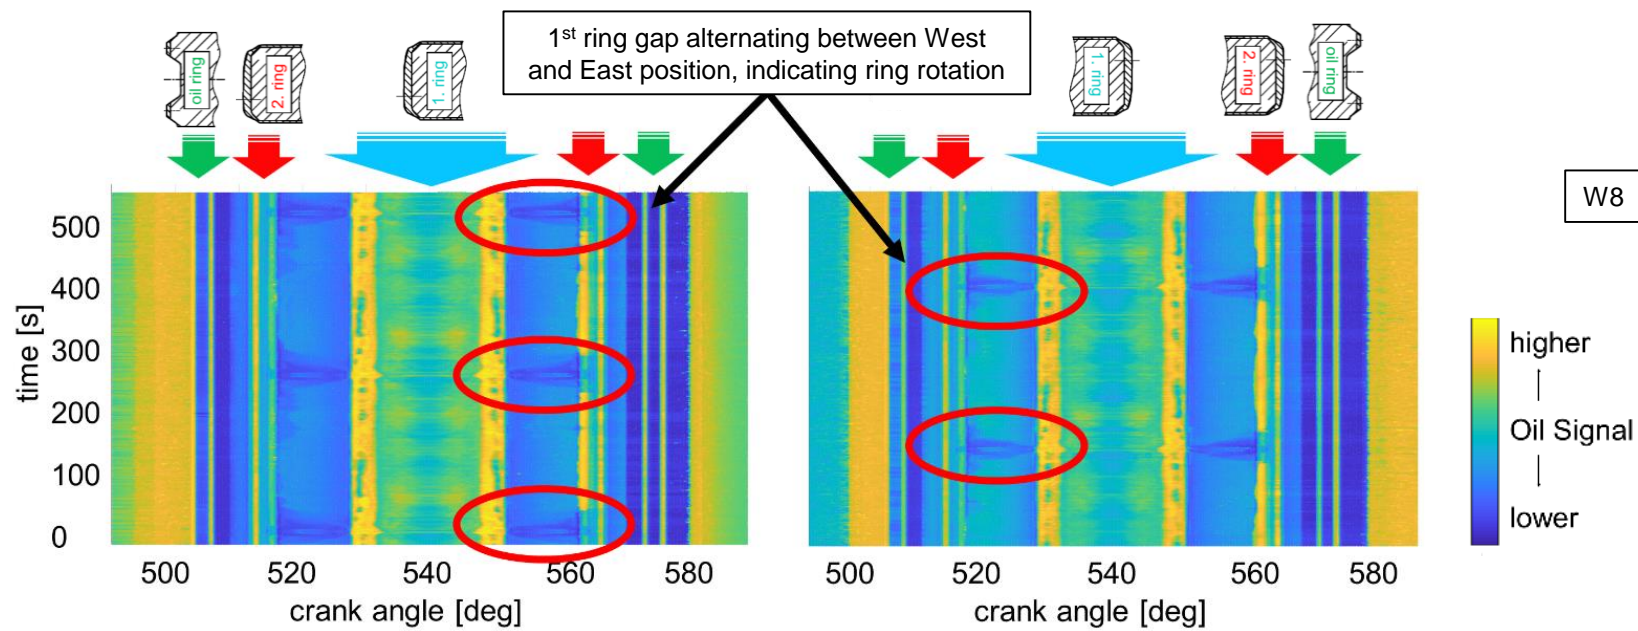 1st ring gap alternating between West
and East position, indicating ring rotation
oil ring
2. ring
1. ring
1. ring
2. ring
oil ring
W8
time [s]
500
400
300
200
100
0
500 520 540 560 580
crank angle [deg]
500 520 540 560 580
crank angle [deg]
higher
Oil Signal
lower